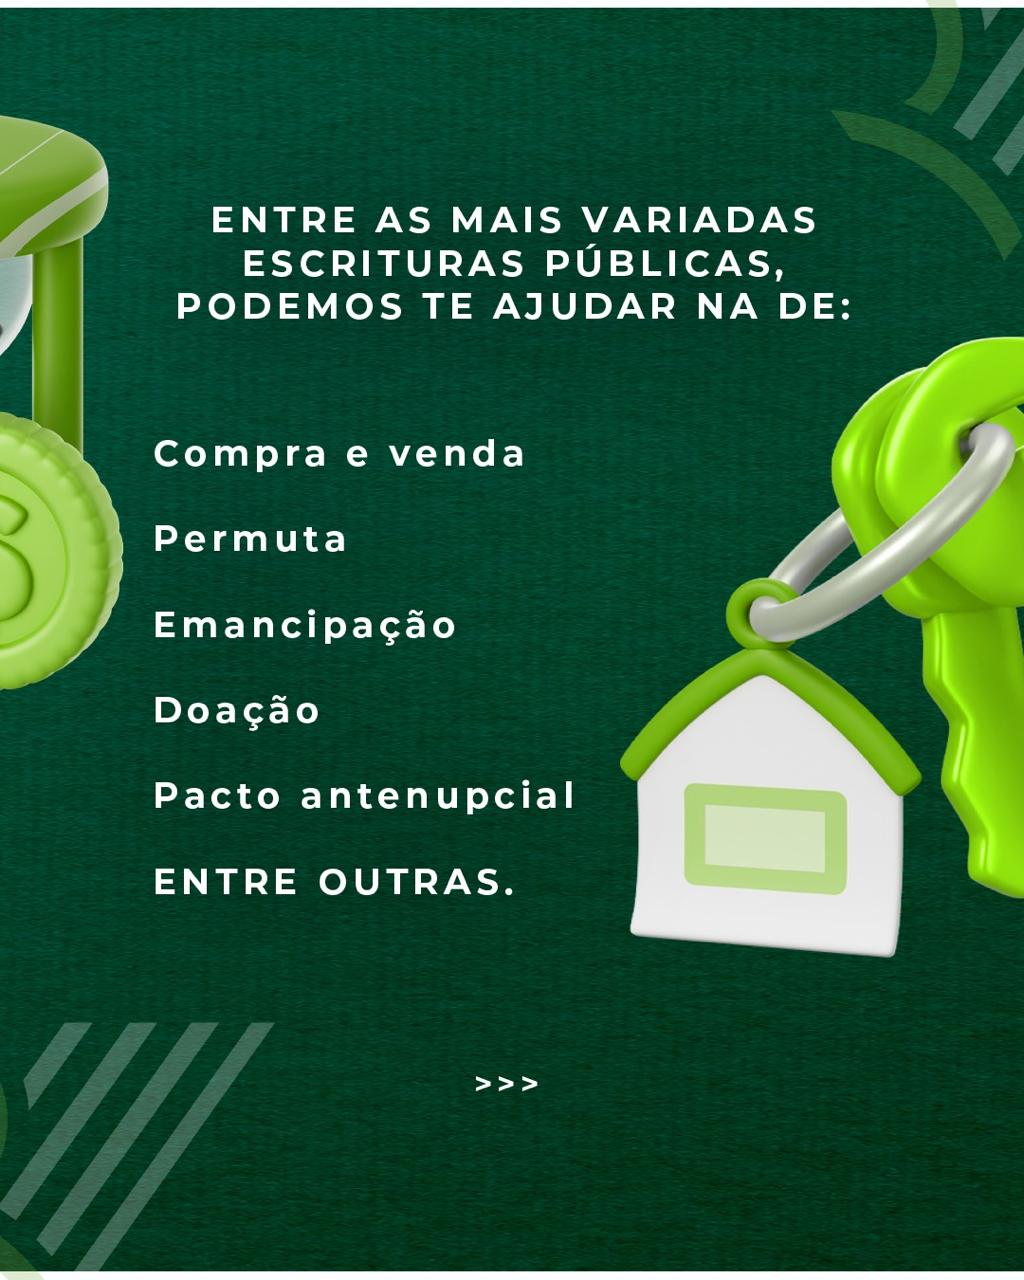 ENTRE AS MAIS VARIADAS
ESCRITURAS PÚBLICAS,
PODEMOS TE AJUDAR NA DE:
Compra e venda
Permuta
Emancipação
Doação
Pacto antenupcial
ENTRE OUTRAS.
>>>